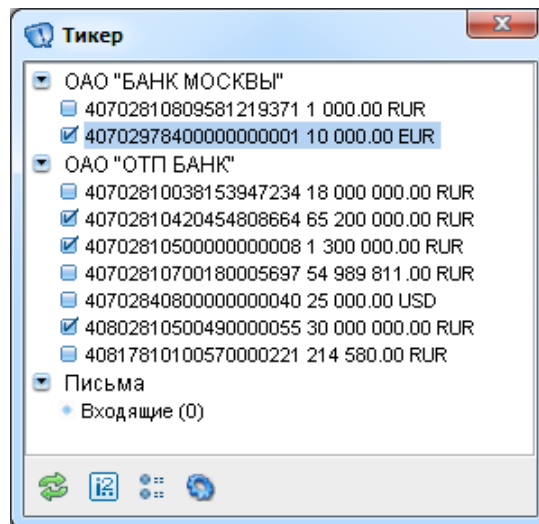 Тикер
ОАО "БАНК МОСКВЫ"
40702810809581219371 1 000.00 RUR
40702978400000000001 10 000.00 EUR
ОАО "ОТП БАНК"
40702810038153947234 18 000 000.00 RUR
40702810420454808664 65 200 000.00 RUR
40702810500000000008 1 300 000.00 RUR
40702810700180005697 54 989 811.00 RUR
40702840800000000040 25 000.00 USD
40802810500490000055 30 000 000.00 RUR
40817810100570000221 214 580.00 RUR
Письма
Входящие (0)
i2